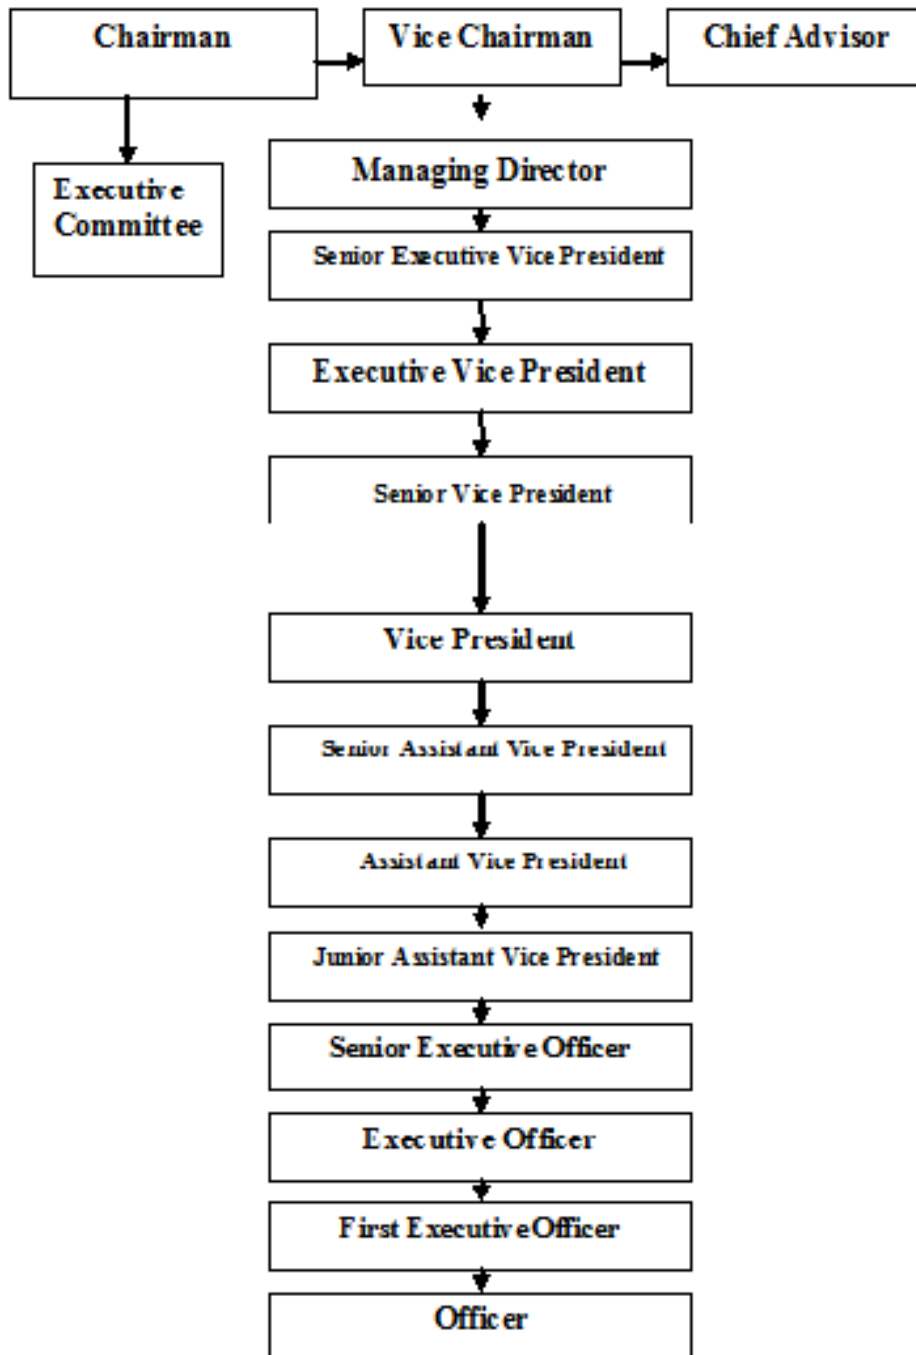 Chairman
Vice Chairman
Chief Advisor
Executive
Committee
Managing Director
Senior Executive Vice President
Executive Vice President
Senior Vice President
Vice President
Senior Assistant Vice President
Assistant Vice President
Junior Assistant Vice President
Senior Executive Officer
Executive Officer
First Executive Officer
Officer